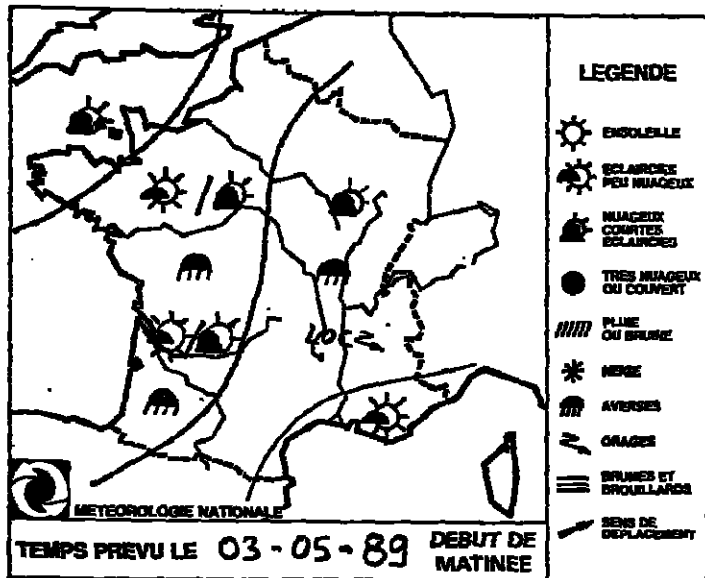 LEGENDE
ENSOLEILLE
ECLAIRCIES
PEU NUAGEUX
NUAGEUX
COURTES
ECLAIRCIES
TRES NUAGEUX
OU COUVERT
PLUIE
OU BRUINE
NEIGE
AVERSES
ORAGES
BRUMES ET
BROUILLARDS
SENS DE
DEPLACEMENT
LOC
METEOROLOGIE NATIONALE
TEMPS PREVU LE 03-05-89 DEBUT DE
MATINEE